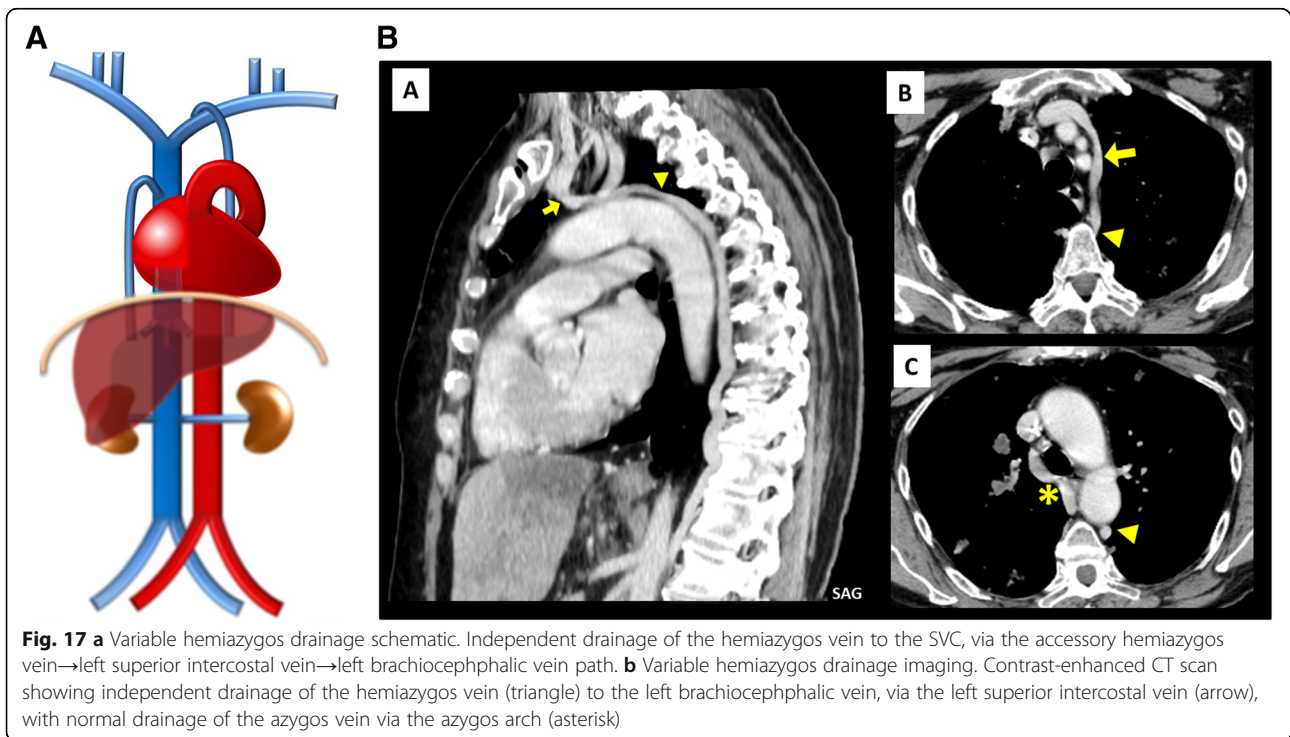 A
B
A
B
C
SAG
Fig. 17 a Variable hemiazygos drainage schematic. Independent drainage of the hemiazygos vein to the SVC, via the accessory hemiazygos
vein→left superior intercostal vein→left brachiocephphalic vein path. b Variable hemiazygos drainage imaging. Contrast-enhanced CT scan
showing independent drainage of the hemiazygos vein (triangle) to the left brachiocephphalic vein, via the left superior intercostal vein (arrow),
with normal drainage of the azygos vein via the azygos arch (asterisk)